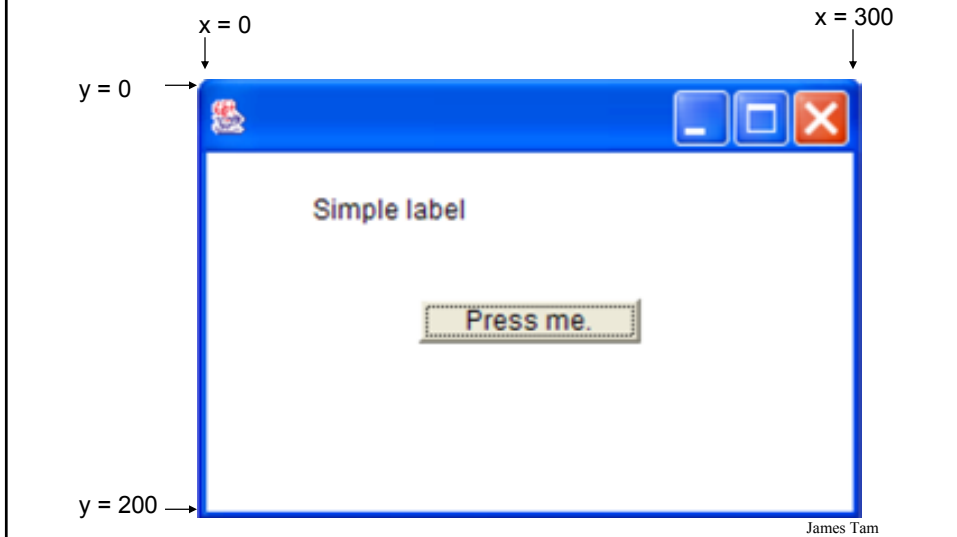 x = 0
x = 300
y = 0
Simple label
Press me.
y = 200
James Tam